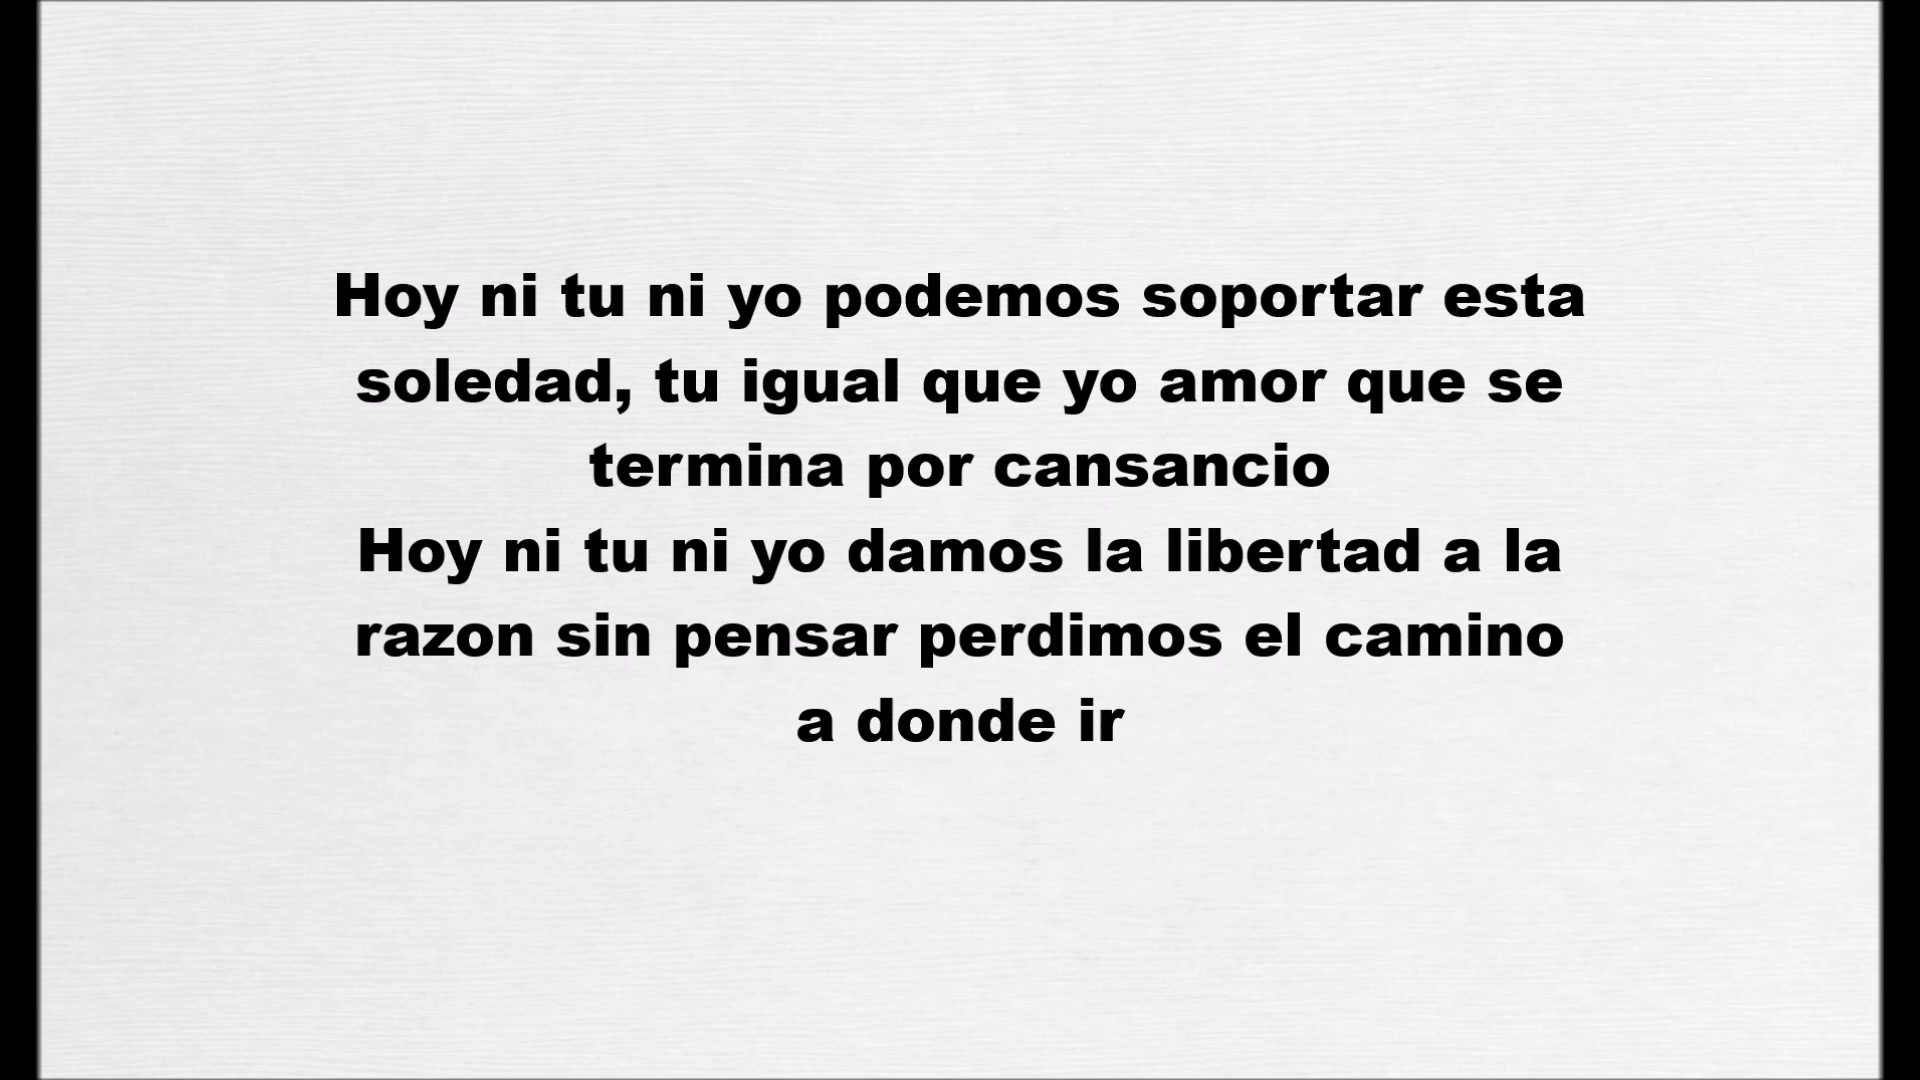 Hoy ni tu ni yo podemos soportar esta
soledad, tu igual que yo amor que se
termina por cansancio
Hoy ni tu ni yo damos la libertad a la
razon sin pensar perdimos el camino
a donde ir